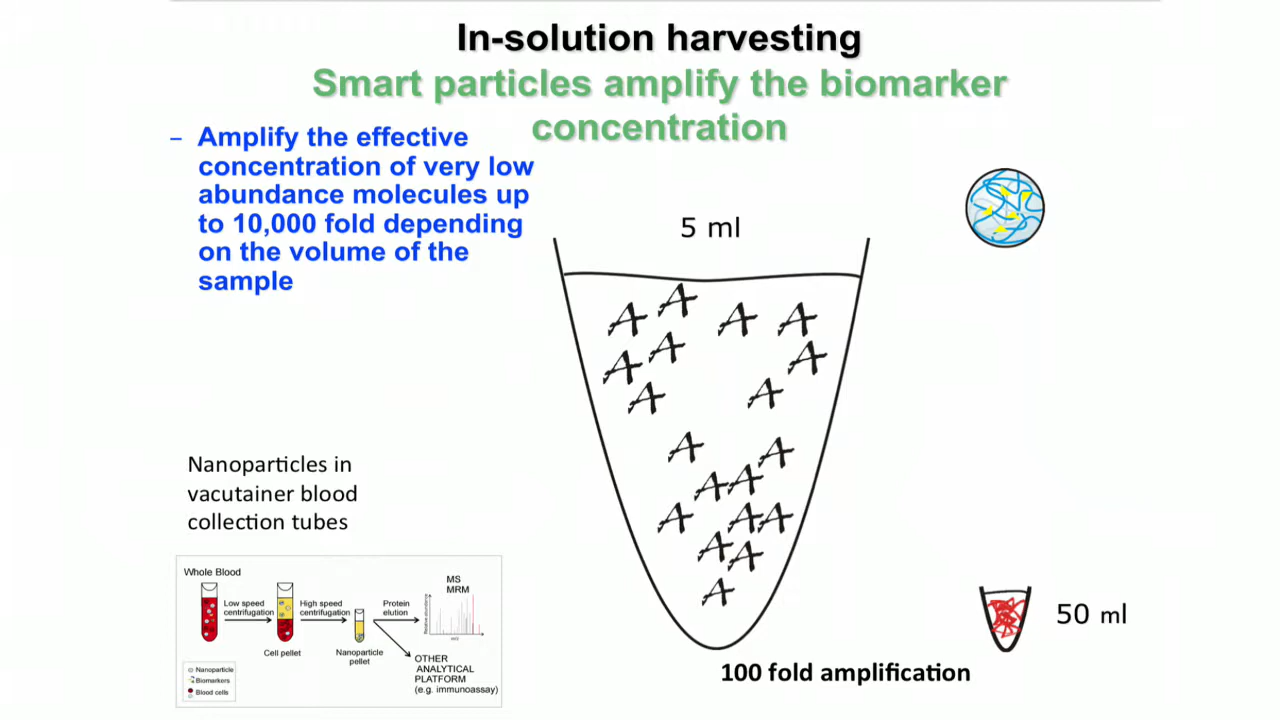 In-solution harvesting
Smart particles amplify the biomarker
concentration
– Amplify the effective
concentration of very low
abundance molecules up
to 10,000 fold depending
on the volume of the
sample
5 ml
A A A A
A A A
A A
A A
A A
A A A
A A
A
50 ml
100 fold amplification
Nanoparticles in
vacutainer blood
collection tubes
Whole Blood
Low speed
centrifugation
Cell pellet
High speed
centrifugation
Nanoparticle
pellet
Protein
elution
MS
MRM
Relative abundance
m/z
OTHER
ANALYTICAL
PLATFORM
(e.g. immunoassay)
Nanoparticle
Biomarkers
Blood cells